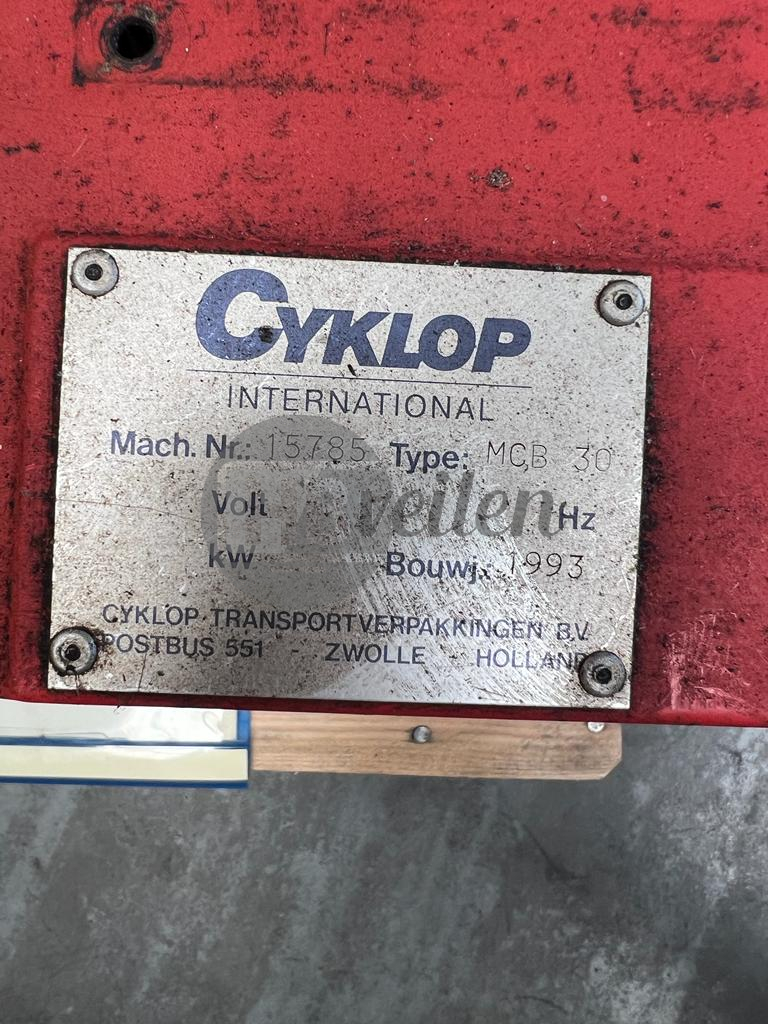 CYKLOP
INTERNATIONAL
Mach. Nr.: 15785 Type: MCB 30
Volt Hz
veilen
kW Bouwj.: 1993
CYKLOP TRANSPORTVERPAKKINGEN B.V.
POSTBUS 551 - ZWOLLE - HOLLAND